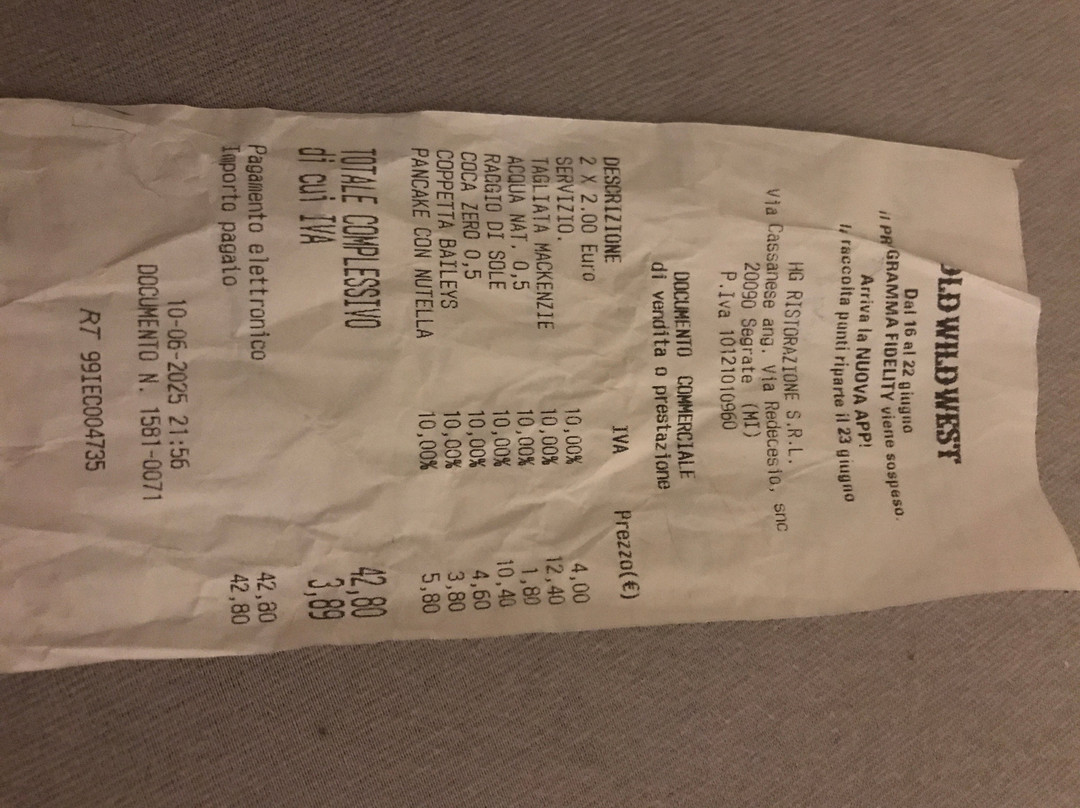 OLD WILD WEST
Dal 16 al 22 giugno
il PROGRAMMA FIDELITY viene sospeso.
Arriva la NUOVA APP!
la raccolta punti riparte il 23 giugno
HG RISTORAZIONE S.R.L.
Via Cassanese ang. Via Redecesio, snc
20090 Segrate (MI)
P.Iva 10121010960
DOCUMENTO COMMERCIALE
di vendita o prestazione
DESCRIZIONE IVA Prezzo(€)
2 X 2.00 Euro
SERVIZIO. 10,00% 4,00
TAGLIATA MACKENZIE 10,00% 12,40
ACQUA NAT. 0,5 10,00% 1,80
RAGGIO DI SOLE 10,00% 10,40
COCA ZERO 0,5 10,00% 4,60
COPPETTA BAILEYS 10,00% 3,80
PANCAKE CON NUTELLA 10,00% 5,80
TOTALE COMPLESSIVO 42,80
di cui IVA 3,89
Pagamento elettronico 42,80
Importo pagato 42,80
10-06-2025 21:56
DOCUMENTO N. 1581-0071
RT 99IEC004735